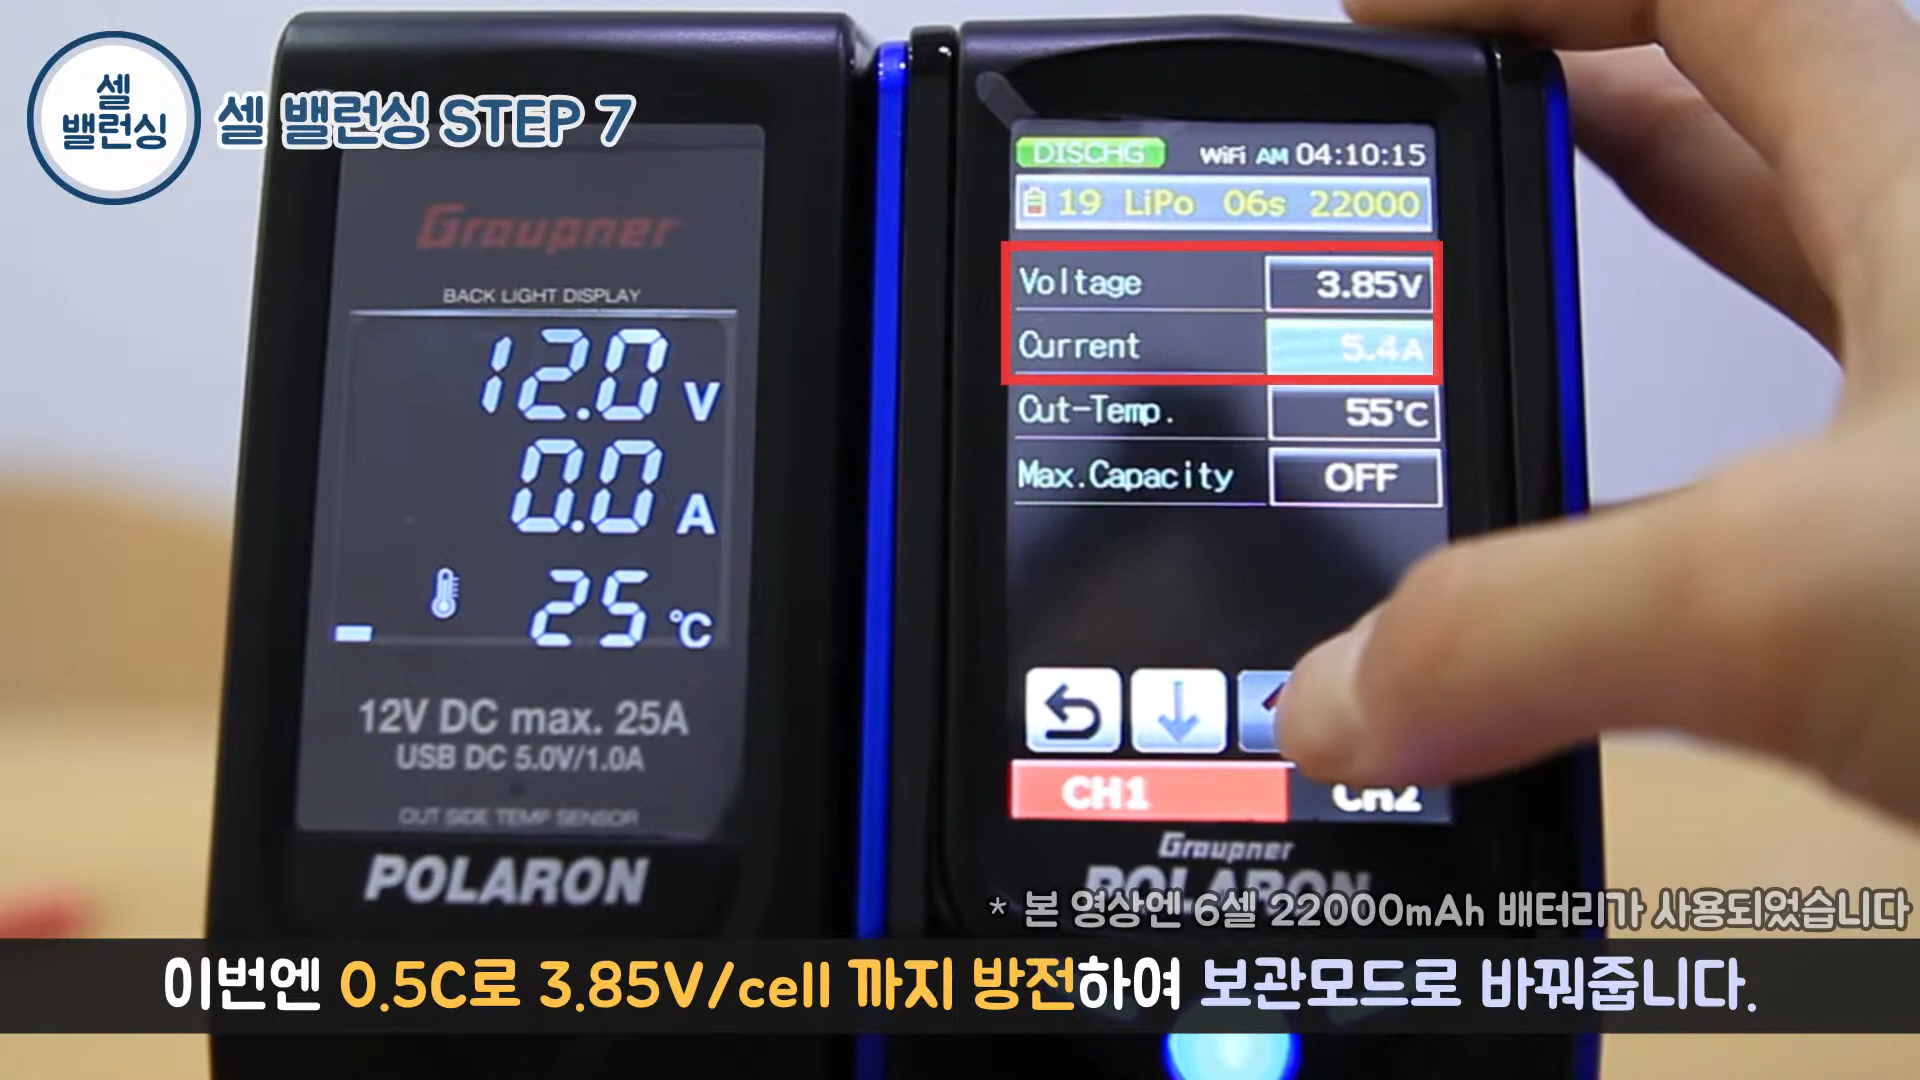 셀
밸런싱
셀 밸런싱 STEP 7
Graupner
BACK LIGHT DISPLAY
12.0 V
0.0 A
25 °C
12V DC max. 25A
USB DC 5.0V/1.0A
OUT SIDE TEMP SENSOR
POLARON
DISCHG WiFi AM 04:10:15
19 LiPo 06s 22000
Voltage 3.85V
Current 5.4A
Cut-Temp. 55°C
Max.Capacity OFF
CH1 CH2
Graupner
POLARON
* 본 영상엔 6셀 22000mAh 배터리가 사용되었습니다
이번엔 0.5C로 3.85V/cell 까지 방전하여 보관모드로 바꿔줍니다.